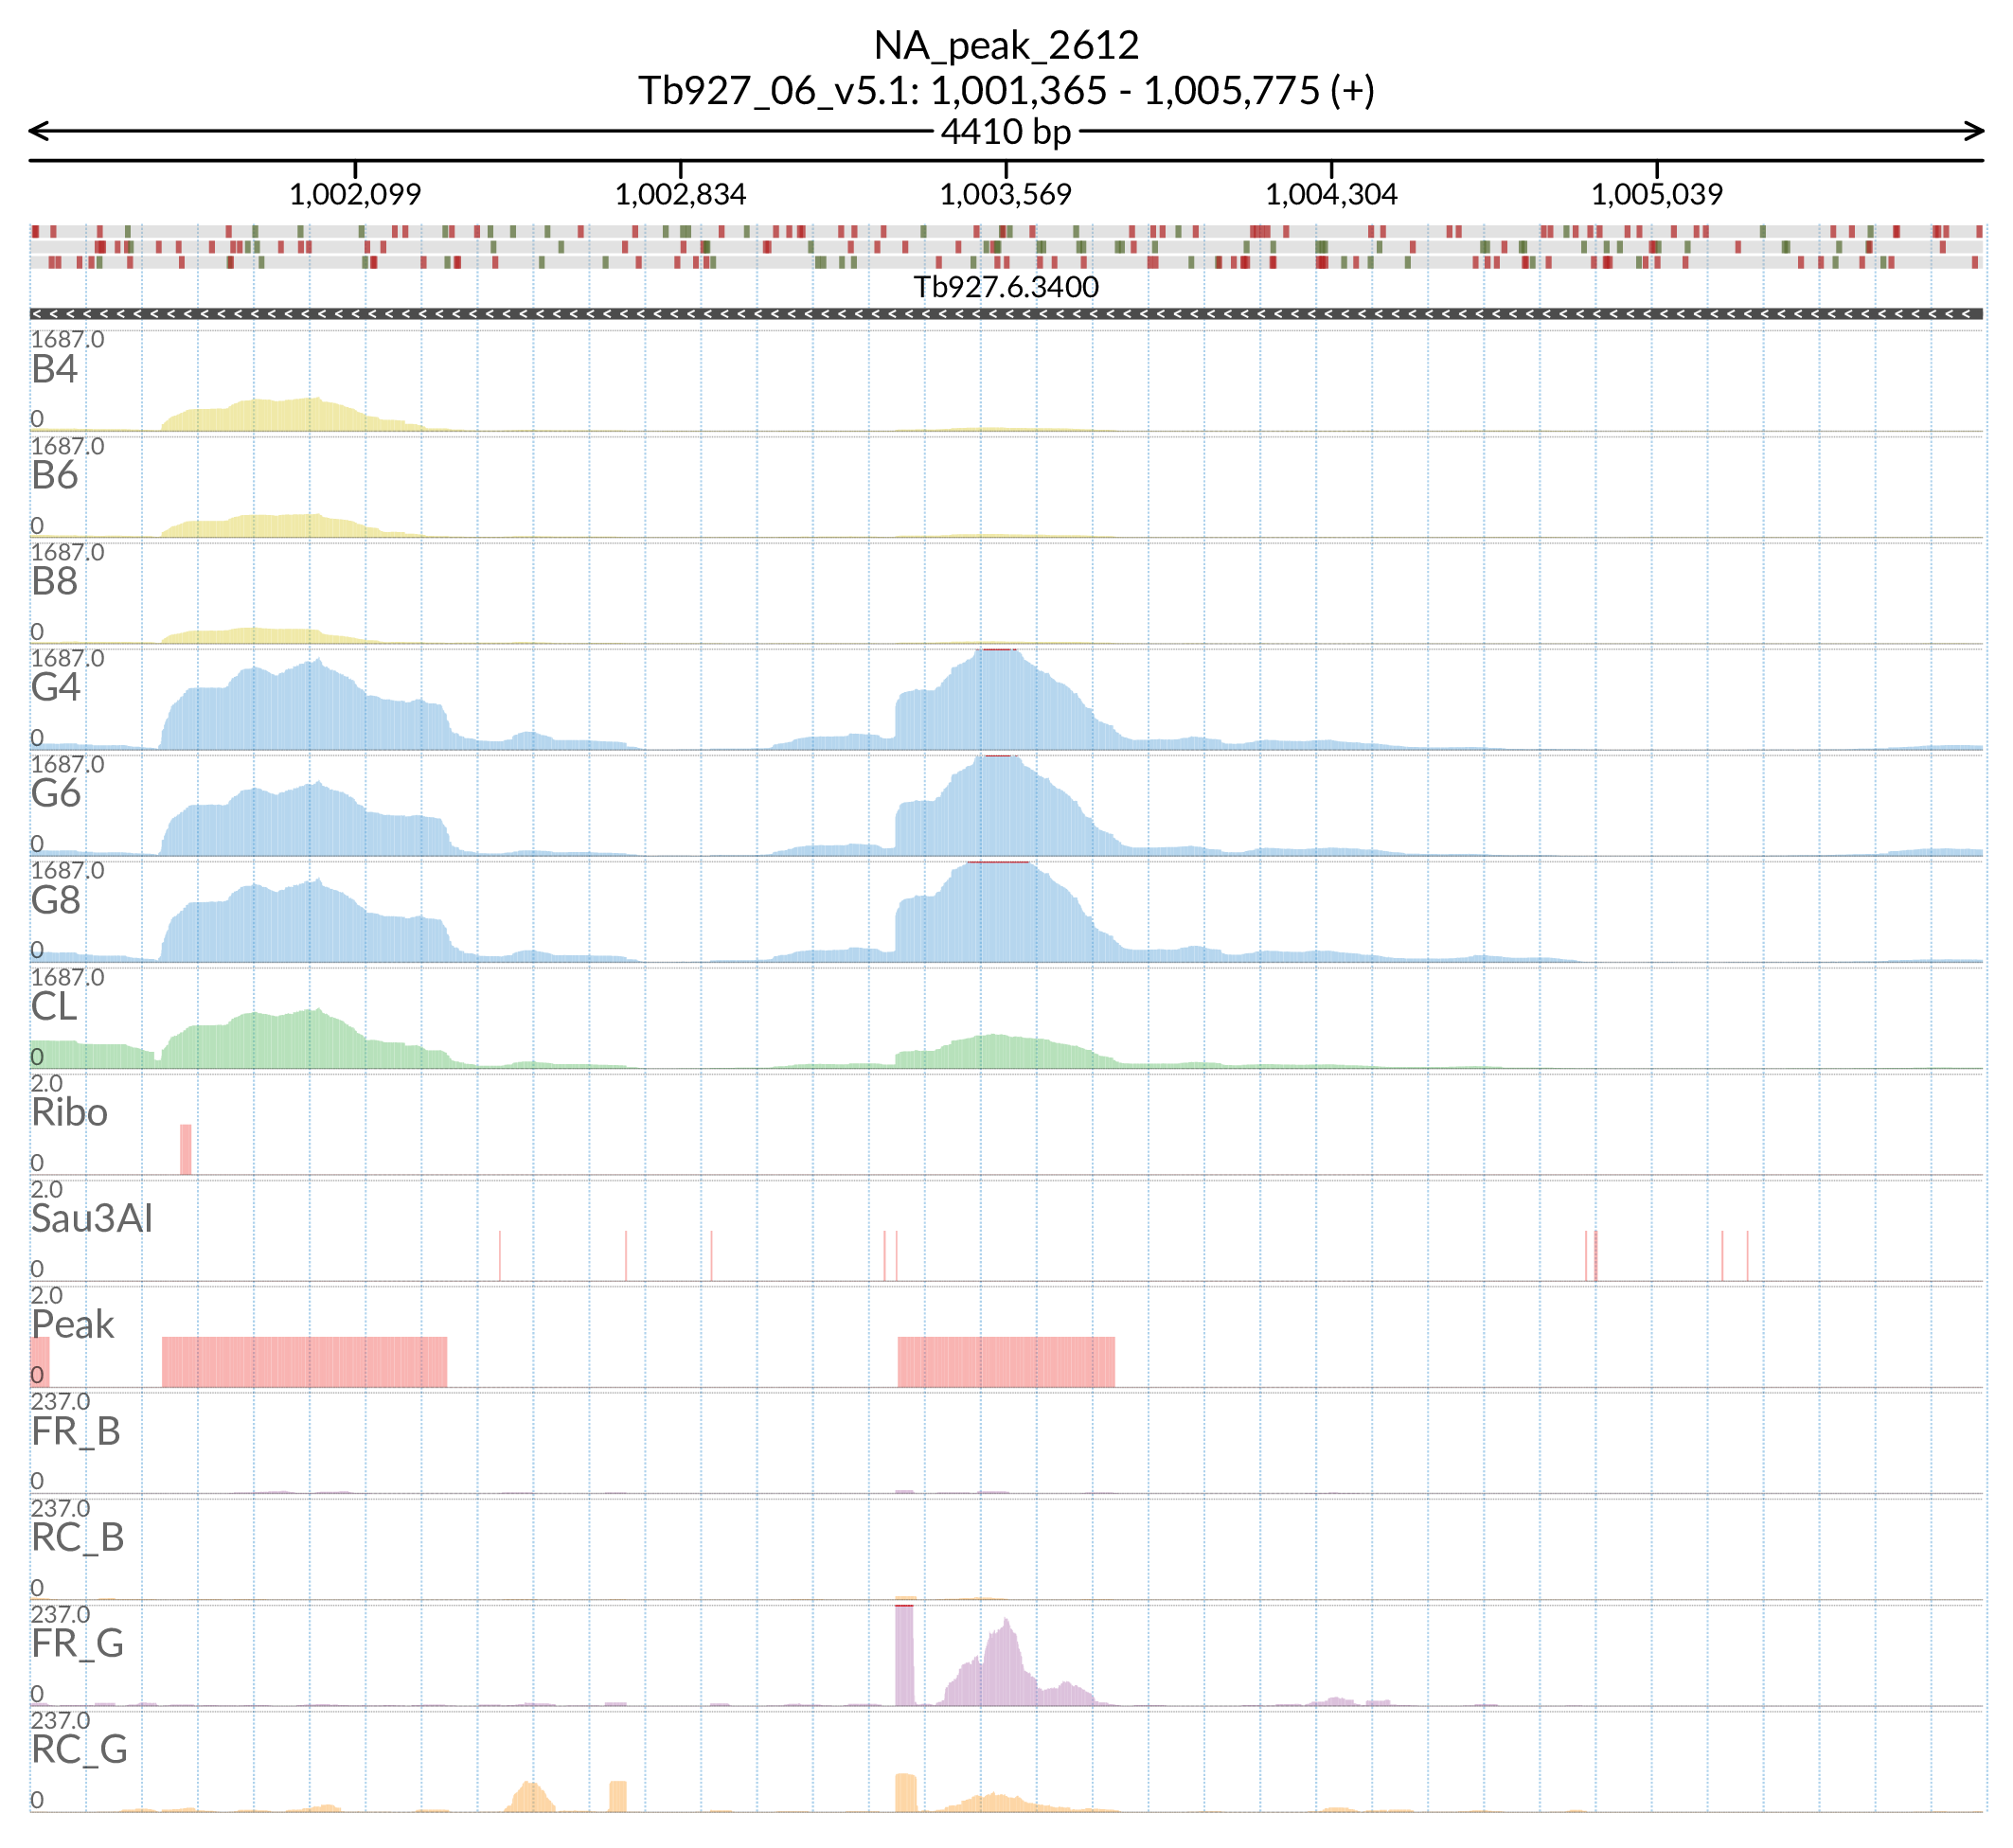 NA_peak_2612
Tb927_06_v5.1: 1,001,365 - 1,005,775 (+)
4410 bp
1,002,099 1,002,834 1,003,569 1,004,304 1,005,039
Tb927.6.3400
1687.0
B4
0
1687.0
B6
0
1687.0
B8
0
1687.0
G4
0
1687.0
G6
0
1687.0
G8
0
1687.0
CL
0
2.0
Ribo
0
2.0
Sau3AI
0
2.0
Peak
0
237.0
FR_B
0
237.0
RC_B
0
237.0
FR_G
0
237.0
RC_G
0